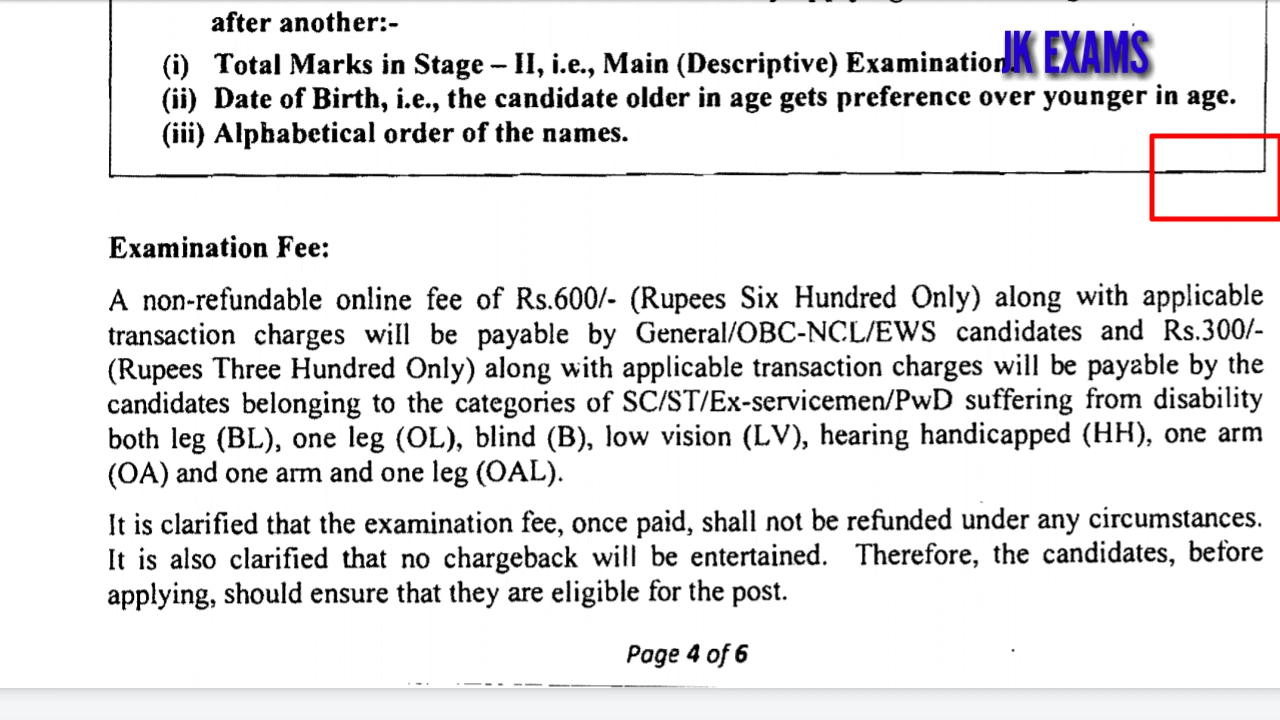 after another:-
(i) Total Marks in Stage – II, i.e., Main (Descriptive) Examination.
JK EXAMS
(ii) Date of Birth, i.e., the candidate older in age gets preference over younger in age.
(iii) Alphabetical order of the names.
Examination Fee:
A non-refundable online fee of Rs.600/- (Rupees Six Hundred Only) along with applicable
transaction charges will be payable by General/OBC-NCL/EWS candidates and Rs.300/-
(Rupees Three Hundred Only) along with applicable transaction charges will be payable by the
candidates belonging to the categories of SC/ST/Ex-servicemen/PwD suffering from disability
both leg (BL), one leg (OL), blind (B), low vision (LV), hearing handicapped (HH), one arm
(OA) and one arm and one leg (OAL).
It is clarified that the examination fee, once paid, shall not be refunded under any circumstances.
It is also clarified that no chargeback will be entertained. Therefore, the candidates, before
applying, should ensure that they are eligible for the post.
Page 4 of 6